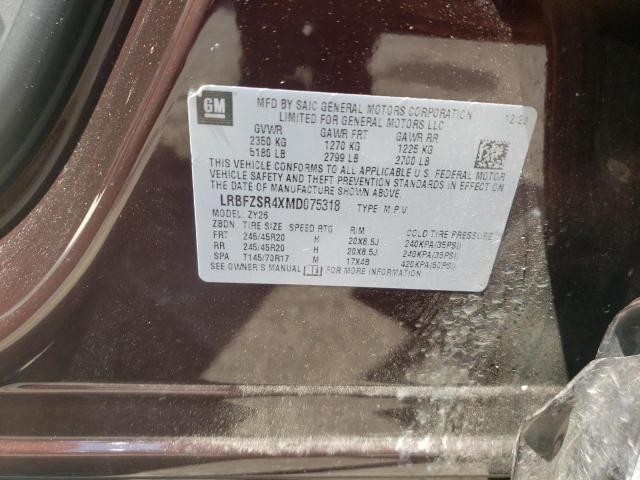 GM MFD BY SAIC GENERAL MOTORS CORPORATION 12/20
LIMITED FOR GENERAL MOTORS LLC
GVWR GAWR FRT GAWR RR
2350 KG 1270 KG 1225 KG
5180 LB 2799 LB 2700 LB
THIS VEHICLE CONFORMS TO ALL APPLICABLE U.S. FEDERAL MOTOR
VEHICLE SAFETY AND THEFT PREVENTION STANDARDS IN EFFECT ON
THE DATE OF MANUFACTURE SHOWN ABOVE.
LRBFZSR4XMD075318 TYPE M.P.V
MODEL: ZY26
ZBDN TIRE SIZE SPEED RTG RIM COLD TIRE PRESSURE
FRT 245/45R20 H 20X8.5J 240KPA(35PSI)
RR 245/45R20 H 20X8.5J 240KPA(35PSI)
SPA T145/70R17 M 17X4B 420KPA(60PSI)
SEE OWNER'S MANUAL FOR MORE INFORMATION